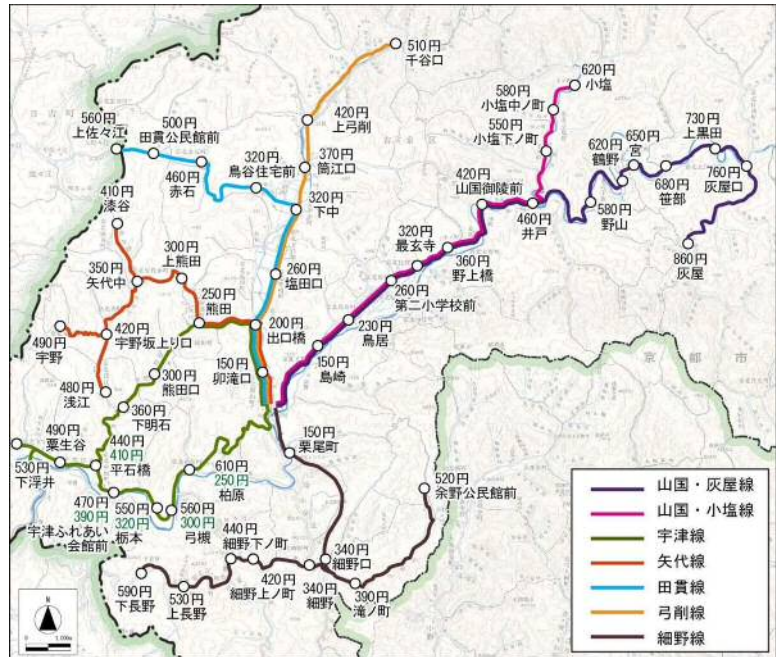 510円
千谷口
420円
上弓削
370円
筒江口
560円
上佐々江
500円
田貫公民館前
460円
赤石
320円
鳥谷住宅前
320円
下中
260円
塩田口
410円
漆谷
350円
矢代中
300円
上熊田
250円
熊田
420円
宇野坂上り口
490円
宇野
480円
浅江
200円
出口橋
150円
卯滝口
300円
熊田口
360円
下明石
440円
410円
平石橋
490円
粟生谷
530円
下浮井
470円
390円
宇津ふれあい
会館前
550円
320円
栃本
560円
300円
弓槻
610円
250円
柏原
620円
小塩
580円
小塩中ノ町
550円
小塩下ノ町
420円
山国御陵前
460円
井戸
580円
野山
620円
鶴野
650円
宮
680円
笹部
730円
上黒田
760円
灰屋口
860円
灰屋
360円
野上橋
320円
最玄寺
260円
第二小学校前
230円
鳥居
150円
島崎
150円
栗尾町
340円
細野口
340円
細野
390円
滝ノ町
520円
余野公民館前
420円
細野上ノ町
440円
細野下ノ町
530円
上長野
590円
下長野
京都市
山国・灰屋線
山国・小塩線
宇津線
矢代線
田貫線
弓削線
細野線
N
0